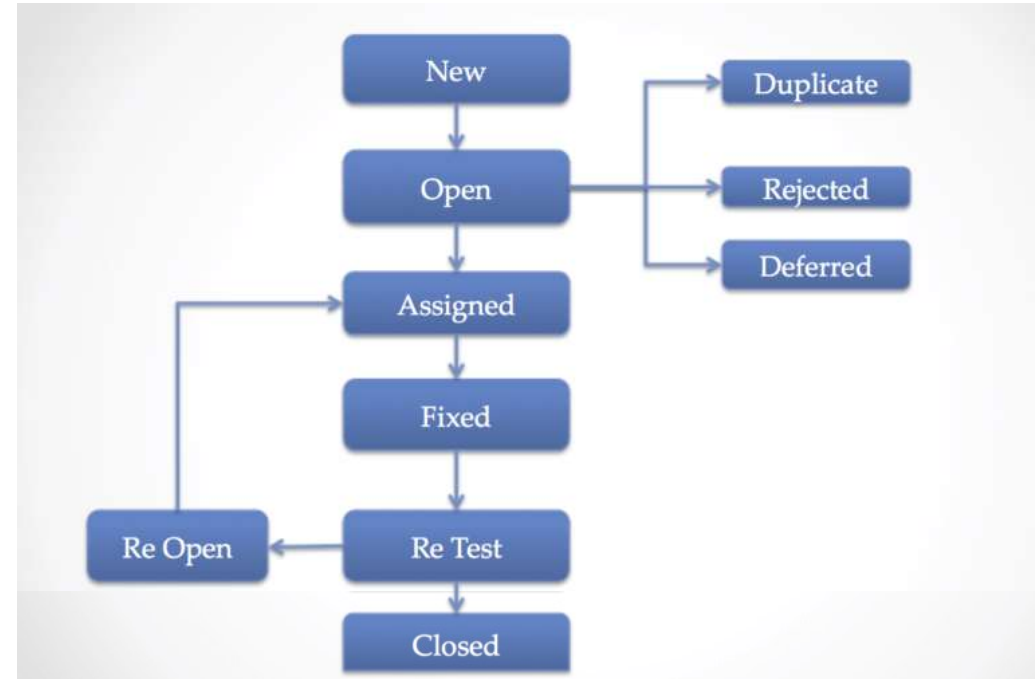 New
Duplicate
Open
Rejected
Deferred
Assigned
Fixed
Re Open
Re Test
Closed